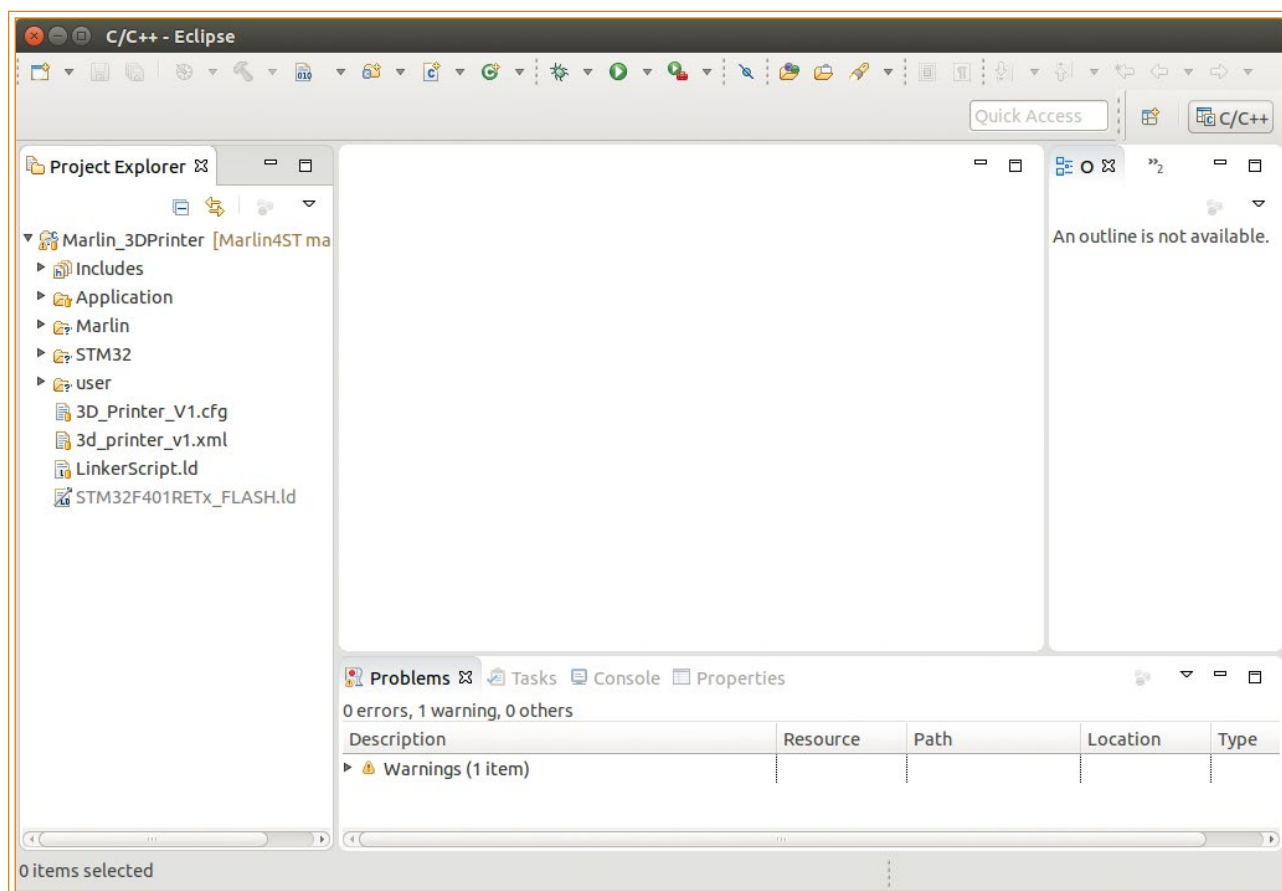 C/C++ - Eclipse
Quick Access
C/C++
Project Explorer
Marlin_3DPrinter [Marlin4ST ma
Includes
Application
Marlin
STM32
user
3D_Printer_V1.cfg
3d_printer_v1.xml
LinkerScript.ld
STM32F401RETx_FLASH.ld
O
»2
An outline is not available.
Problems Tasks Console Properties
0 errors, 1 warning, 0 others
Description Resource Path Location Type
Warnings (1 item)
0 items selected